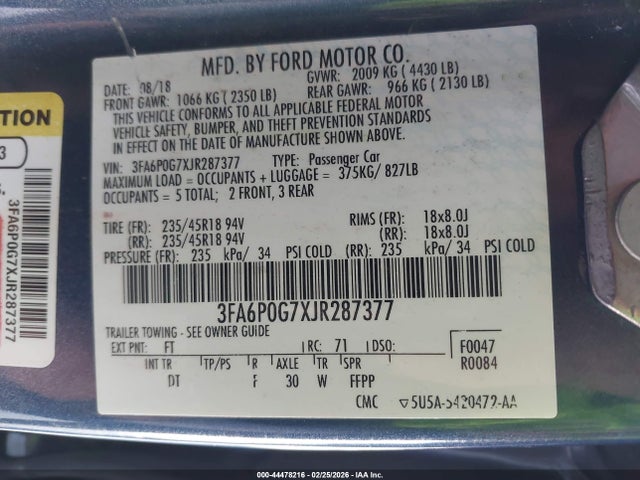 MFD. BY FORD MOTOR CO.
DATE: 08/18 GVWR: 2009 KG ( 4430 LB)
FRONT GAWR: 1066 KG ( 2350 LB) REAR GAWR: 966 KG ( 2130 LB)
THIS VEHICLE CONFORMS TO ALL APPLICABLE FEDERAL MOTOR
VEHICLE SAFETY, BUMPER, AND THEFT PREVENTION STANDARDS
IN EFFECT ON THE DATE OF MANUFACTURE SHOWN ABOVE.
VIN: 3FA6P0G7XJR287377 TYPE: Passenger Car
MAXIMUM LOAD = OCCUPANTS + LUGGAGE = 375KG/ 827LB
OCCUPANTS = 5 TOTAL; 2 FRONT, 3 REAR
TIRE (FR): 235/45R18 94V RIMS (FR): 18x8.0J
(RR): 235/45R18 94V (RR): 18x8.0J
PRESSURE (FR): 235 kPa/ 34 PSI COLD (RR): 235 kPa/ 34 PSI COLD
3FA6P0G7XJR287377
TRAILER TOWING - SEE OWNER GUIDE
EXT PNT: FT RC: 71 DSO: F0047
INT TR TP/PS R AXLE TR SPR R0084
DT F 30 W FFPP
CMC ▽5U5A-5420472-AA
TION
3
3FA6P0G7XJR287377
000-44478216 - 02/25/2026 - IAA Inc.